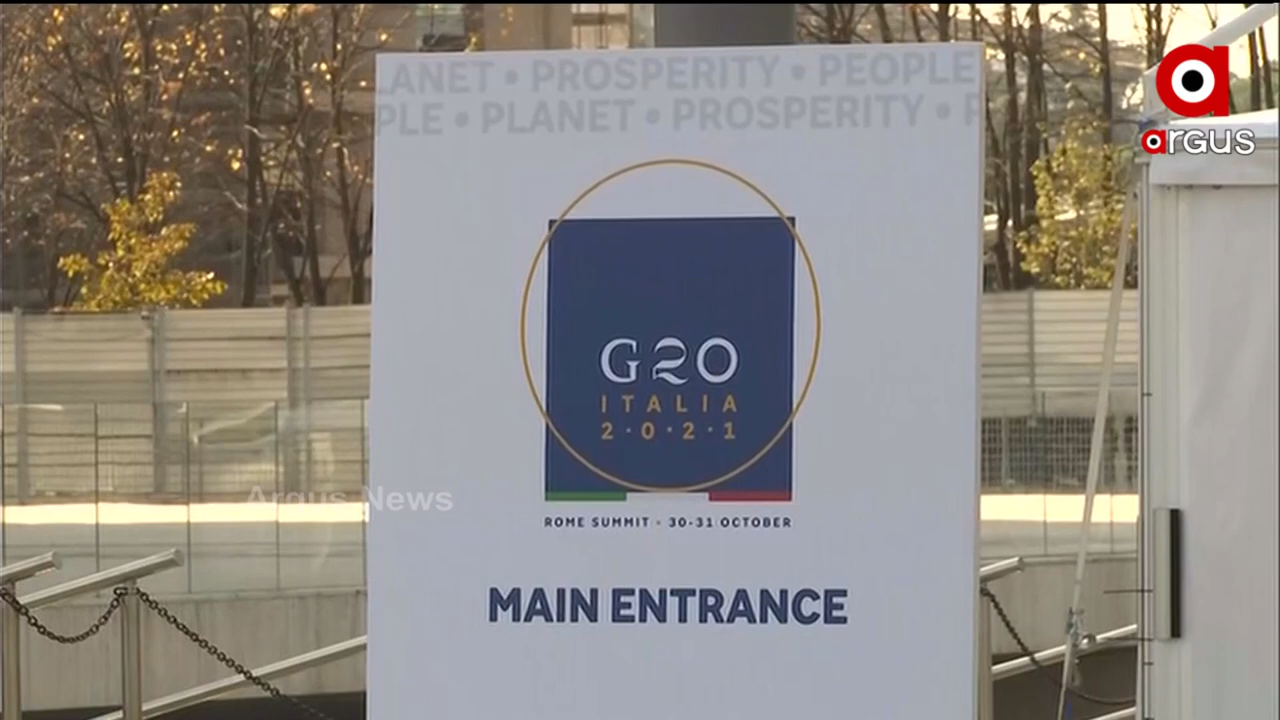 LANET • PROSPERITY • PEOPLE
PLE • PLANET • PROSPERITY • P
argus
G20
ITALIA
2·0·2·1
Argus News
ROME SUMMIT - 30-31 OCTOBER
MAIN ENTRANCE